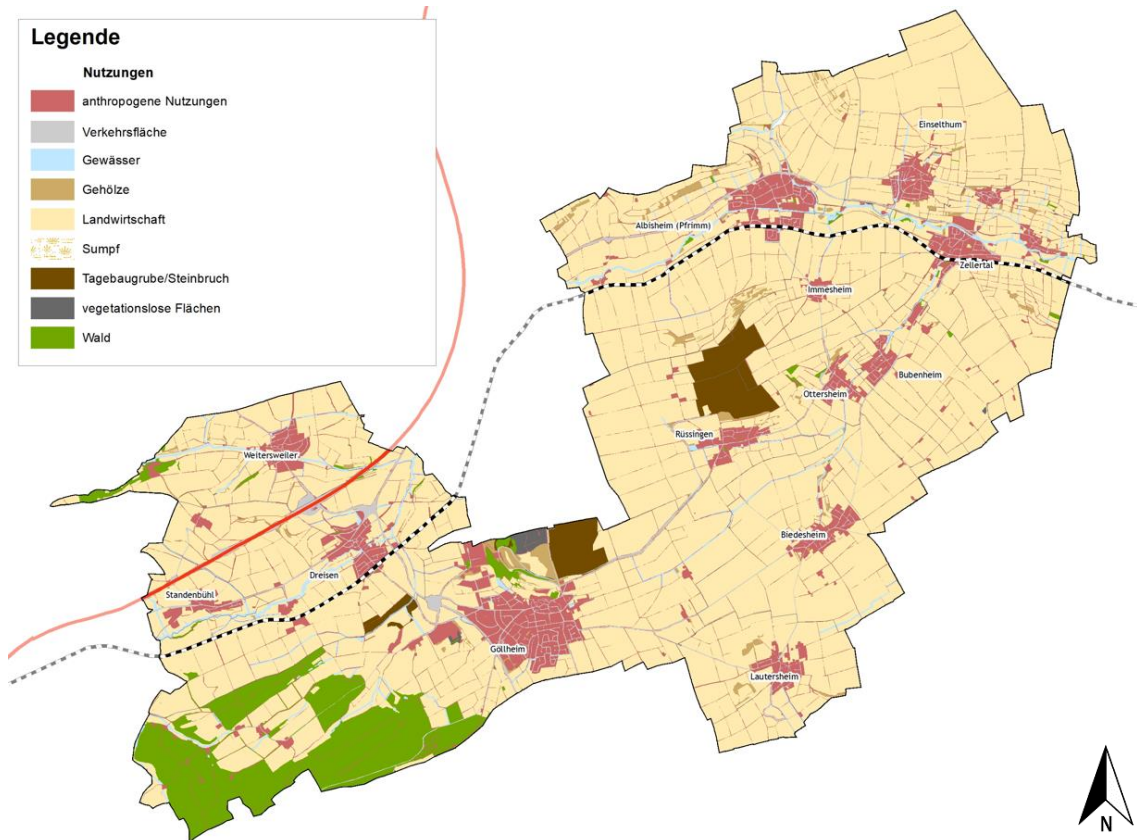 Legende
Nutzungen
anthropogene Nutzungen
Verkehrsfläche
Gewässer
Gehölze
Landwirtschaft
Sumpf
Tagebaugrube/Steinbruch
vegetationslose Flächen
Wald
Einselthum
Albisheim (Pfrimm)
Zellertal
Immesheim
Bubenheim
Ottersheim
Rüssingen
Weitersweiler
Biedesheim
Dreisen
Standenbühl
Göllheim
Lautersheim
N